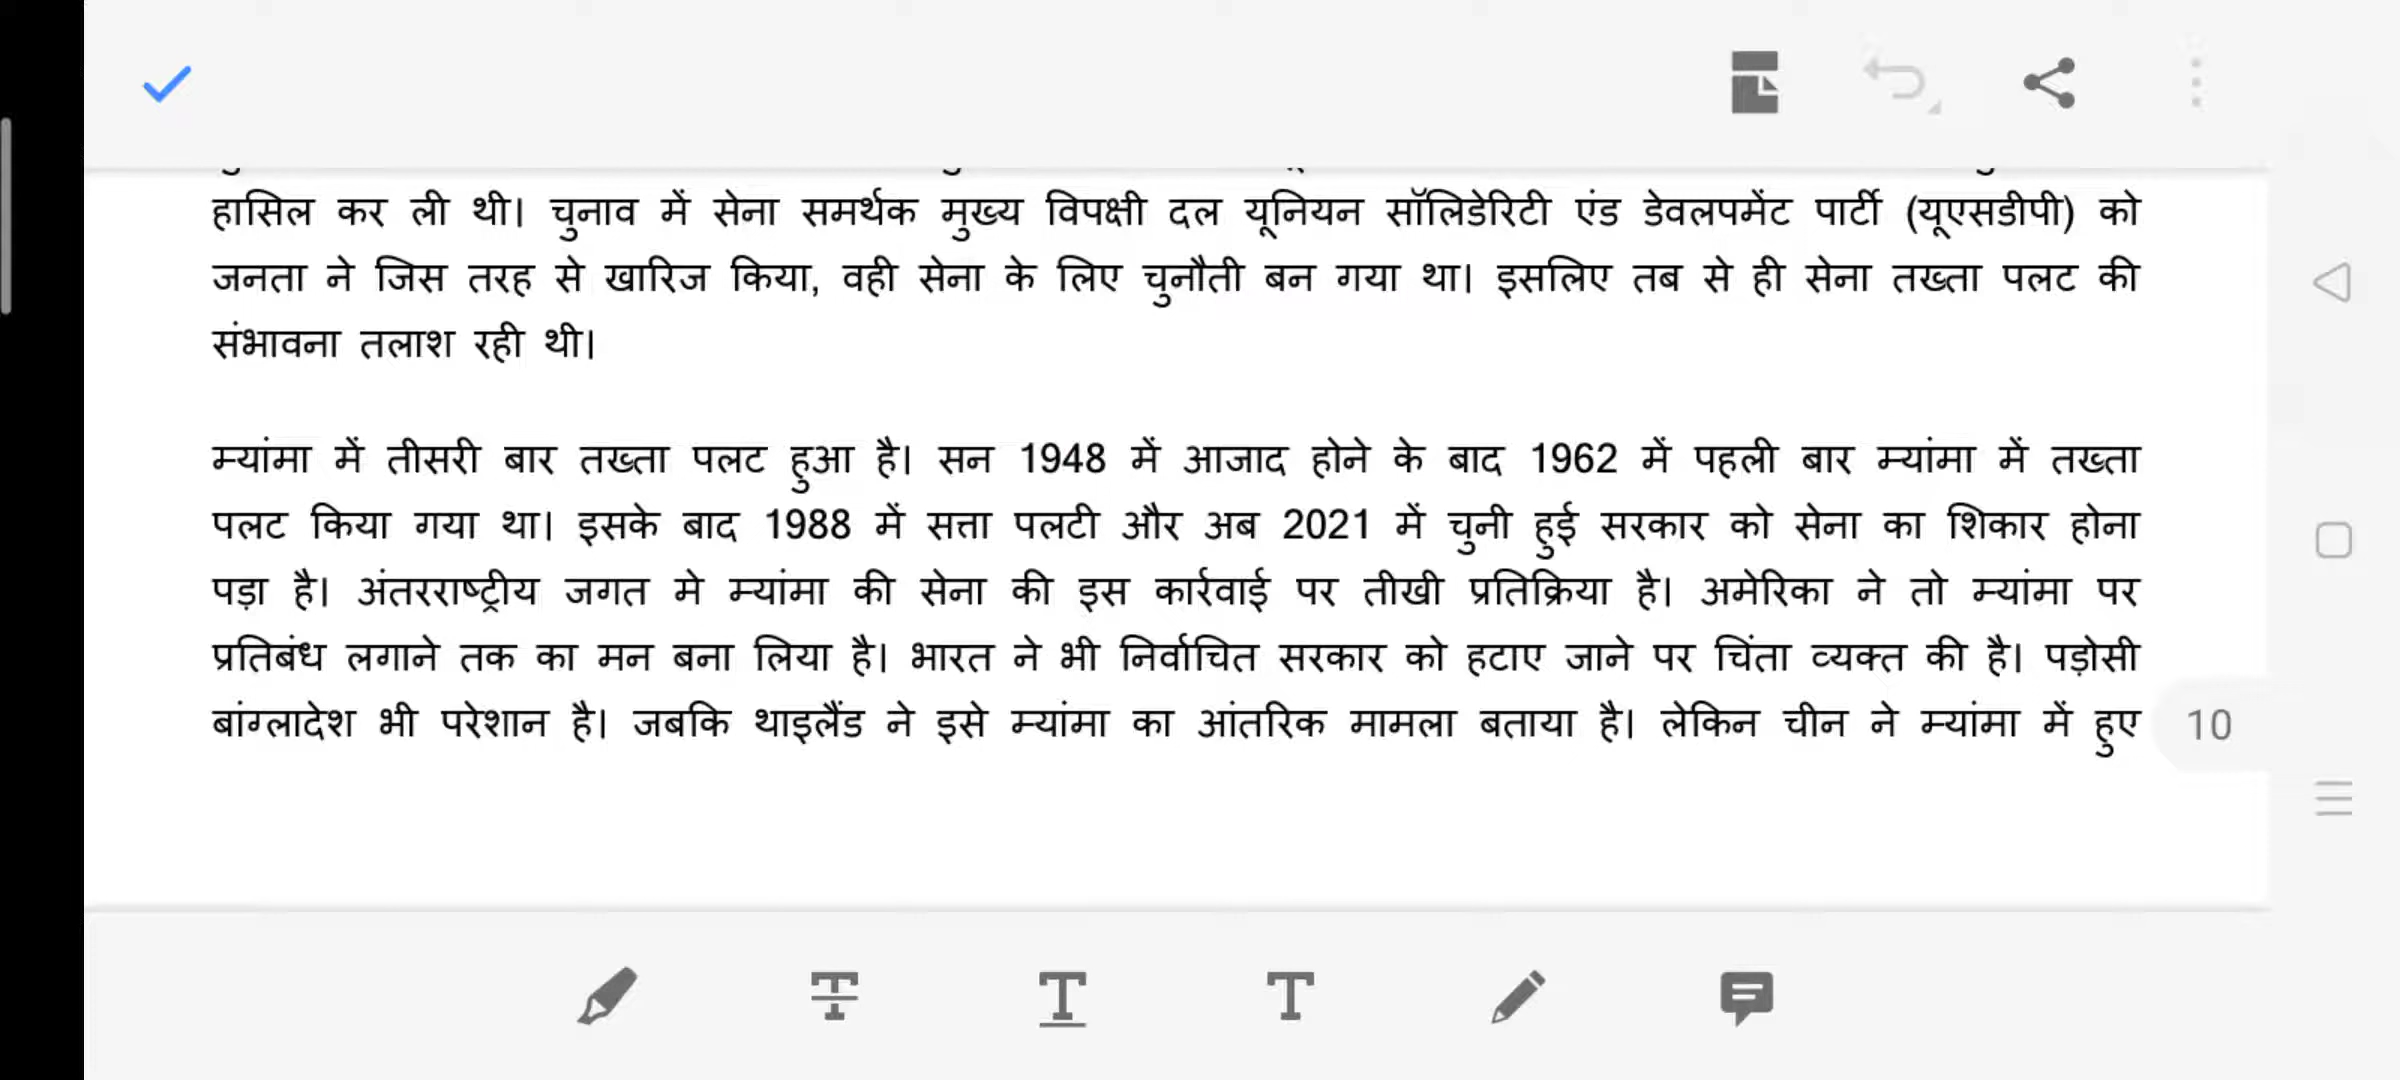 हासिल कर ली थी। चुनाव में सेना समर्थक मुख्य विपक्षी दल यूनियन सॉलिडेरिटी एंड डेवलपमेंट पार्टी (यूएसडीपी) को
जनता ने जिस तरह से खारिज किया, वही सेना के लिए चुनौती बन गया था। इसलिए तब से ही सेना तख्ता पलट की
संभावना तलाश रही थी।
म्यांमा में तीसरी बार तख्ता पलट हुआ है। सन 1948 में आजाद होने के बाद 1962 में पहली बार म्यांमा में तख्ता
पलट किया गया था। इसके बाद 1988 में सत्ता पलटी और अब 2021 में चुनी हुई सरकार को सेना का शिकार होना
पड़ा है। अंतरराष्ट्रीय जगत मे म्यांमा की सेना की इस कार्रवाई पर तीखी प्रतिक्रिया है। अमेरिका ने तो म्यांमा पर
प्रतिबंध लगाने तक का मन बना लिया है। भारत ने भी निर्वाचित सरकार को हटाए जाने पर चिंता व्यक्त की है। पड़ोसी
बांग्लादेश भी परेशान है। जबकि थाइलैंड ने इसे म्यांमा का आंतरिक मामला बताया है। लेकिन चीन ने म्यांमा में हुए
10